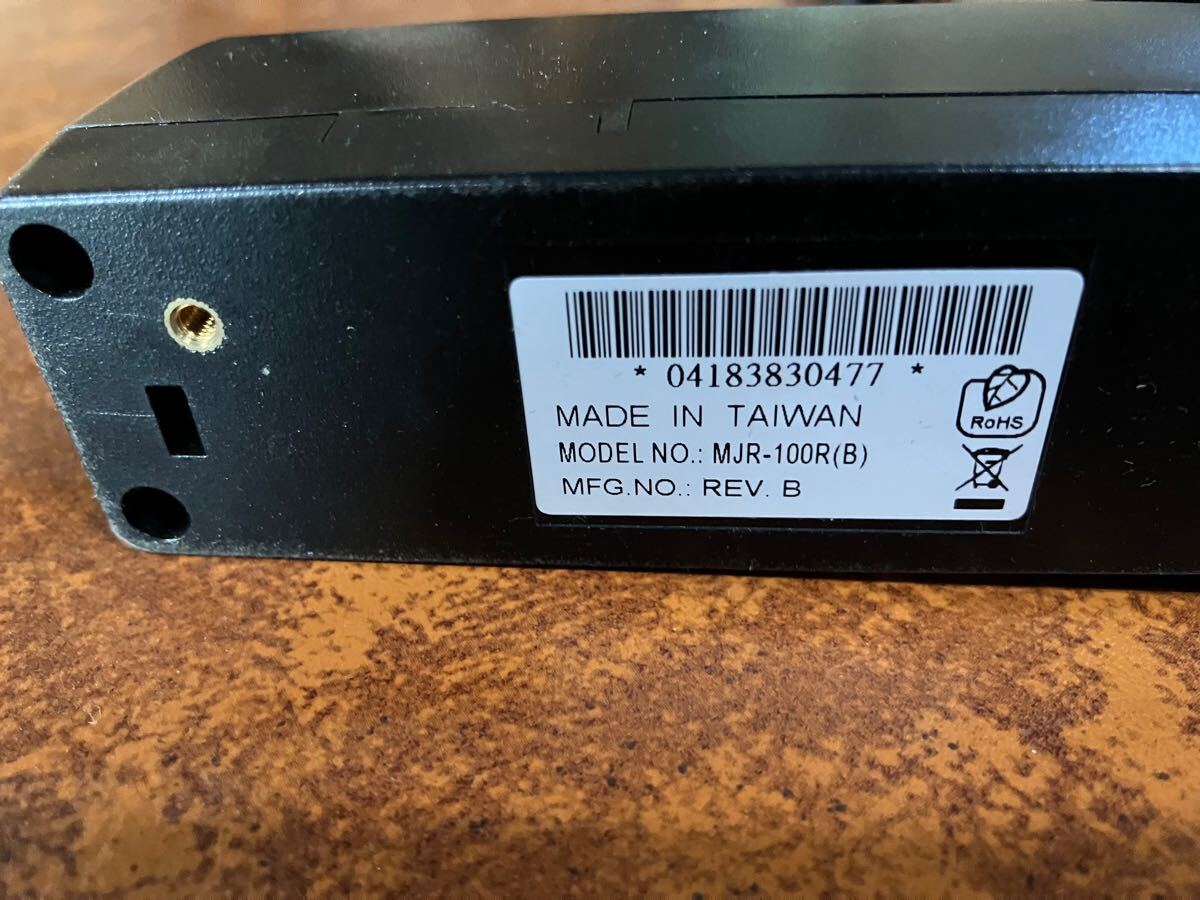 * 04183830477 *
MADE IN TAIWAN
MODEL NO.: MJR-100R(B)
MFG.NO.: REV. B
RoHS